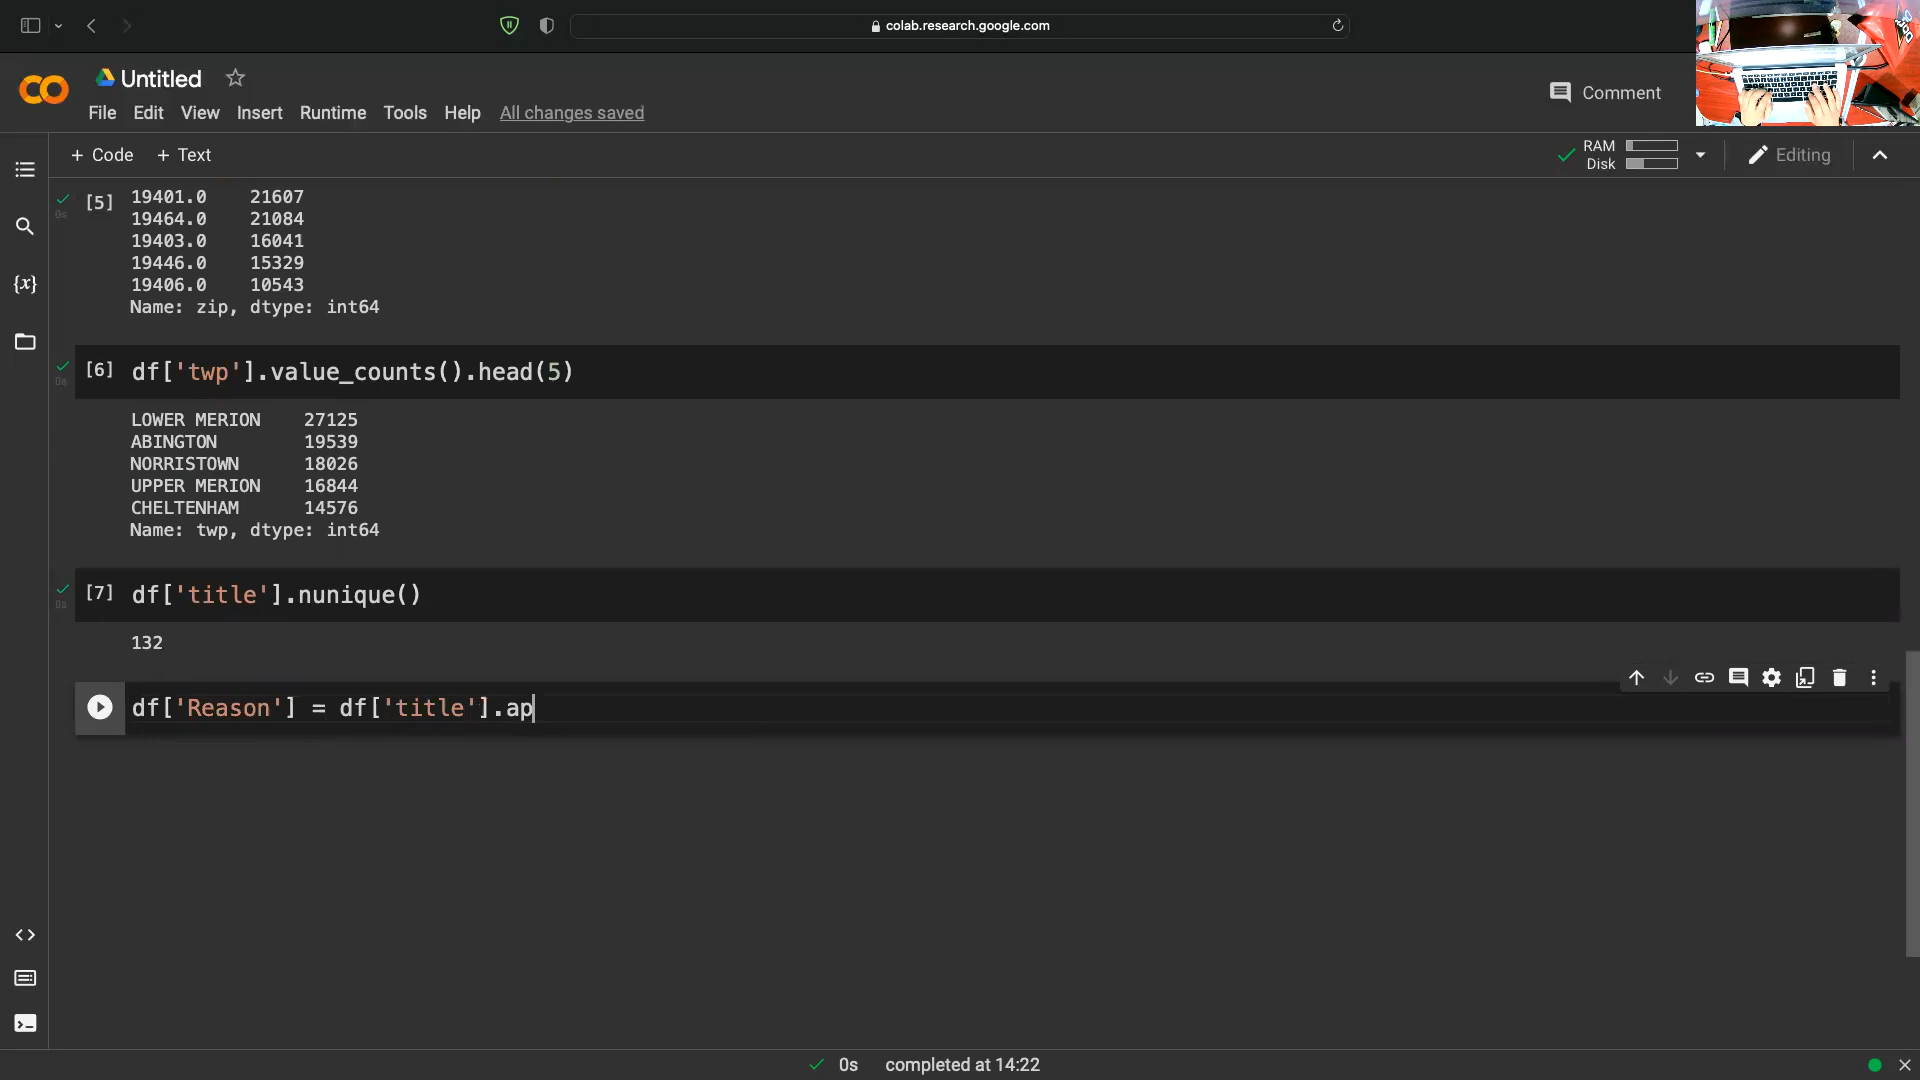 colab.research.google.com
Untitled
File Edit View Insert Runtime Tools Help All changes saved
Comment
+ Code + Text
RAM
Disk
Editing
[5] 19401.0 21607
19464.0 21084
19403.0 16041
19446.0 15329
19406.0 10543
Name: zip, dtype: int64
0s
[6] df['twp'].value_counts().head(5)
LOWER MERION 27125
ABINGTON 19539
NORRISTOWN 18026
UPPER MERION 16844
CHELTENHAM 14576
Name: twp, dtype: int64
[7] df['title'].nunique()
132
df['Reason'] = df['title'].ap
{x}
0s completed at 14:22